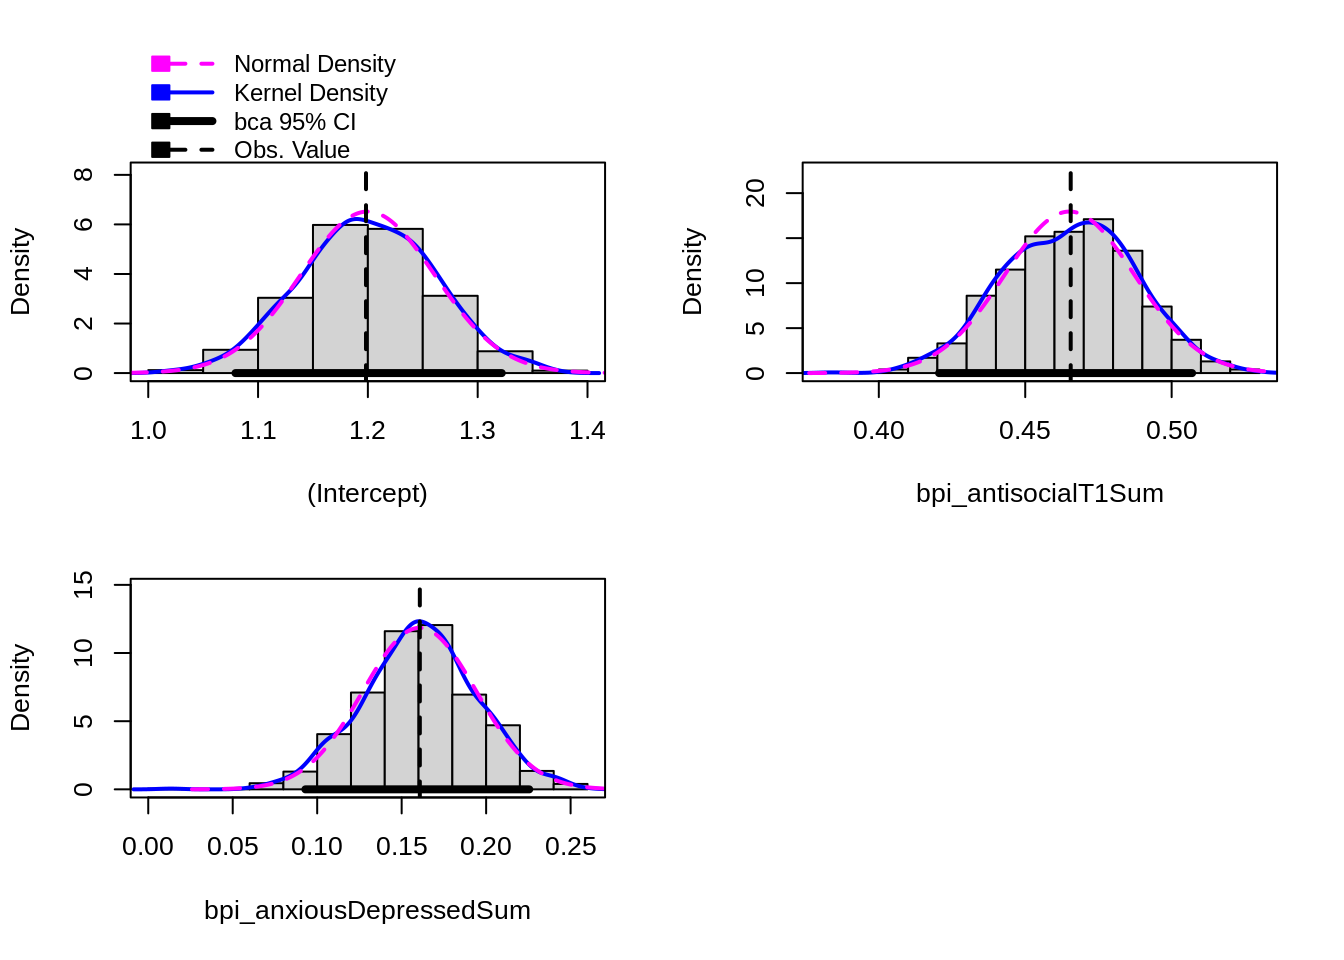 Normal Density
Kernel Density
bca 95% CI
Obs. Value
Density
0 2 4 6 8
1.0 1.1 1.2 1.3 1.4
(Intercept)
Density
0 5 10 20
0.40 0.45 0.50
bpi_antisocialT1Sum
Density
0 5 10 15
0.00 0.05 0.10 0.15 0.20 0.25
bpi_anxiousDepressedSum